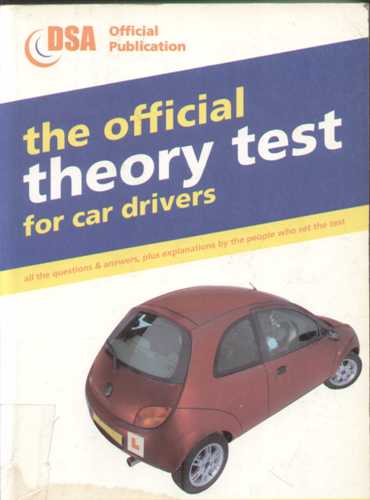 DSA Official
Publication
the official
theory test
for car drivers
all the questions & answers, plus explanations by the people who set the test
L